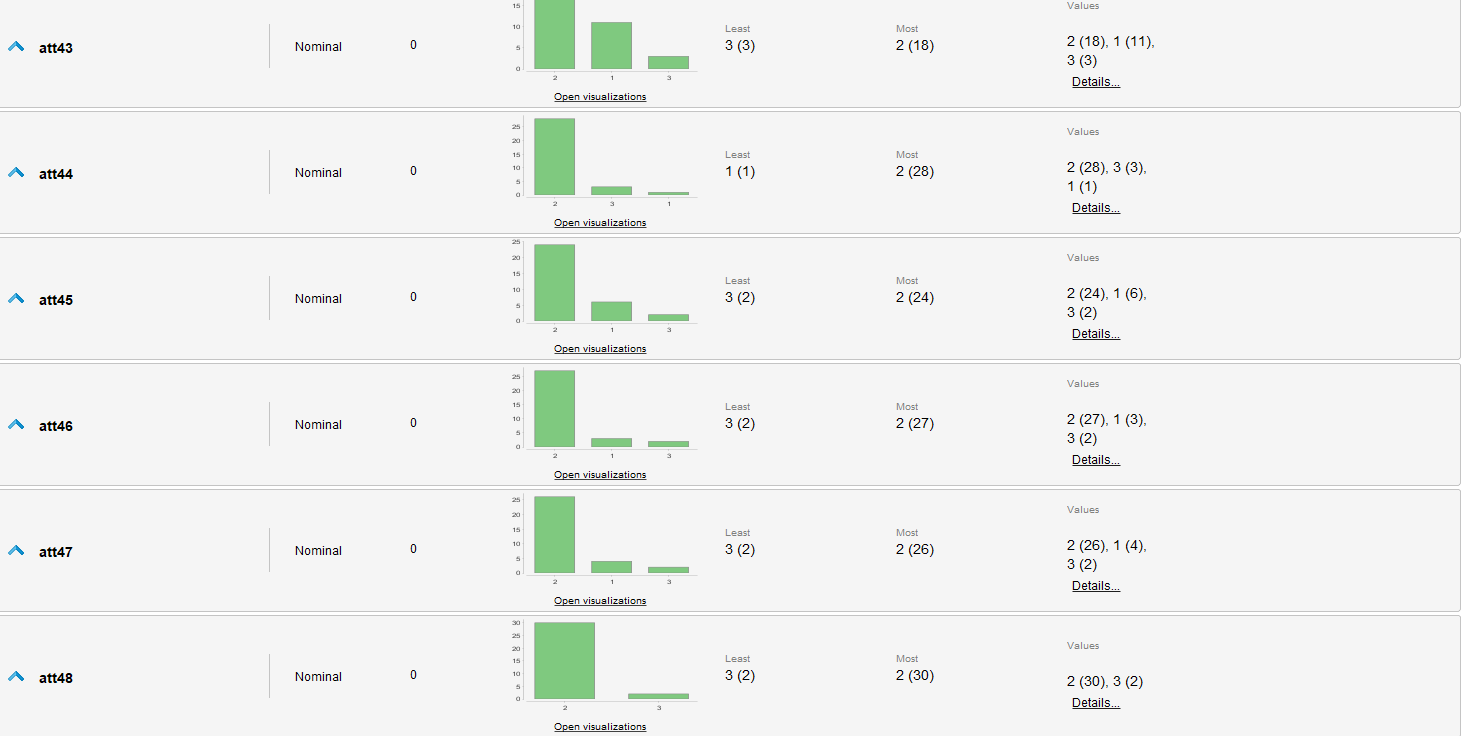 Values
15
10
5
0
2 1 3
att43
Nominal
0
Least
3 (3)
Most
2 (18)
2 (18), 1 (11),
3 (3)
Details...
Open visualizations
Values
25
20
15
10
5
0
2 3 1
att44
Nominal
0
Least
1 (1)
Most
2 (28)
2 (28), 3 (3),
1 (1)
Details...
Open visualizations
Values
25
20
15
10
5
0
2 1 3
att45
Nominal
0
Least
3 (2)
Most
2 (24)
2 (24), 1 (6),
3 (2)
Details...
Open visualizations
Values
25
20
15
10
5
0
2 1 3
att46
Nominal
0
Least
3 (2)
Most
2 (27)
2 (27), 1 (3),
3 (2)
Details...
Open visualizations
Values
25
20
15
10
5
0
2 1 3
att47
Nominal
0
Least
3 (2)
Most
2 (26)
2 (26), 1 (4),
3 (2)
Details...
Open visualizations
Values
30
25
20
15
10
5
0
2 3
att48
Nominal
0
Least
3 (2)
Most
2 (30)
2 (30), 3 (2)
Details...
Open visualizations